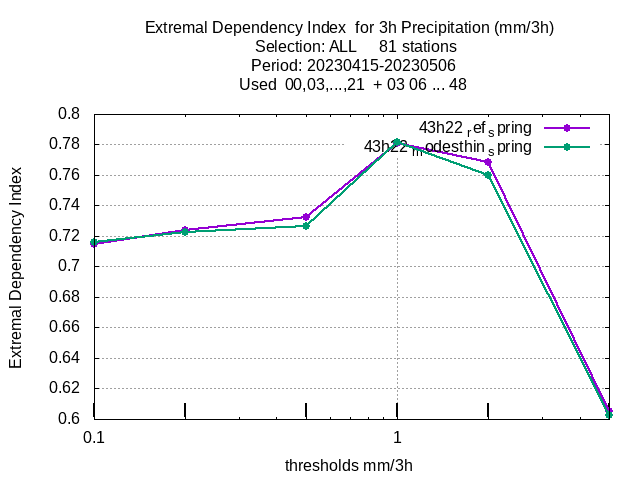 Extremal Dependency Index  for 3h Precipitation (mm/3h)
Selection: ALL     81 stations
Period: 20230415-20230506
Used  00,03,...,21  + 03 06 ... 48
43h22 ref spring
43h22 modesthin spring
Extremal Dependency Index
0.8
0.78
0.76
0.74
0.72
0.7
0.68
0.66
0.64
0.62
0.6
0.1
1
thresholds mm/3h